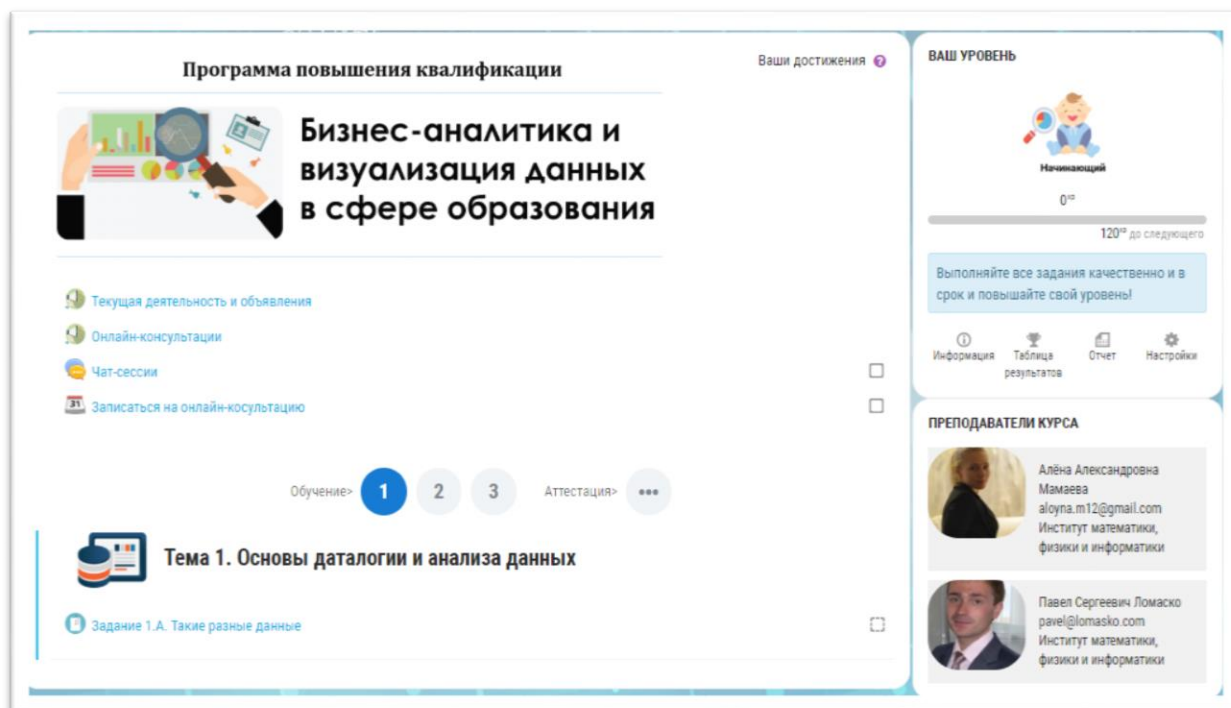 Программа повышения квалификации
Ваши достижения
Бизнес-аналитика и
визуализация данных
в сфере образования
Текущая деятельность и объявления
Онлайн-консультации
Чат-сессии
Записаться на онлайн-косультацию
Обучение> 1 2 3 Аттестация> •••
Тема 1. Основы даталогии и анализа данных
Задание 1.А. Такие разные данные
ВАШ УРОВЕНЬ
Начинающий
0xp
120xp до следующего
Выполняйте все задания качественно и в
срок и повышайте свой уровень!
Информация
Таблица
результатов
Отчет
Настройки
ПРЕПОДАВАТЕЛИ КУРСА
Алёна Александровна
Мамаева
aloyna.m12@gmail.com
Институт математики,
физики и информатики
Павел Сергеевич Ломаско
pavel@lomasko.com
Институт математики,
физики и информатики